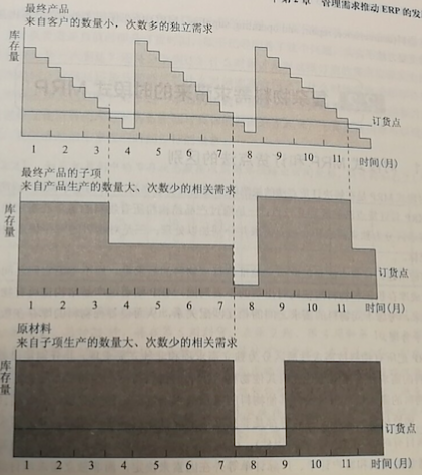 管理需求推动 ERP 的发
最终产品
来自客户的数量小，次数多的独立需求
库存量
订货点
1 2 3 4 5 6 7 8 9 10 11 时间(月)
最终产品的子项
来自产品生产的数量大、次数少的相关需求
库存量
订货点
1 2 3 4 5 6 7 8 9 10 11 时间(月)
原材料
来自子项生产的数量大、次数少的相关需求
库存量
订货点
1 2 3 4 5 6 7 8 9 10 11 时间(月)